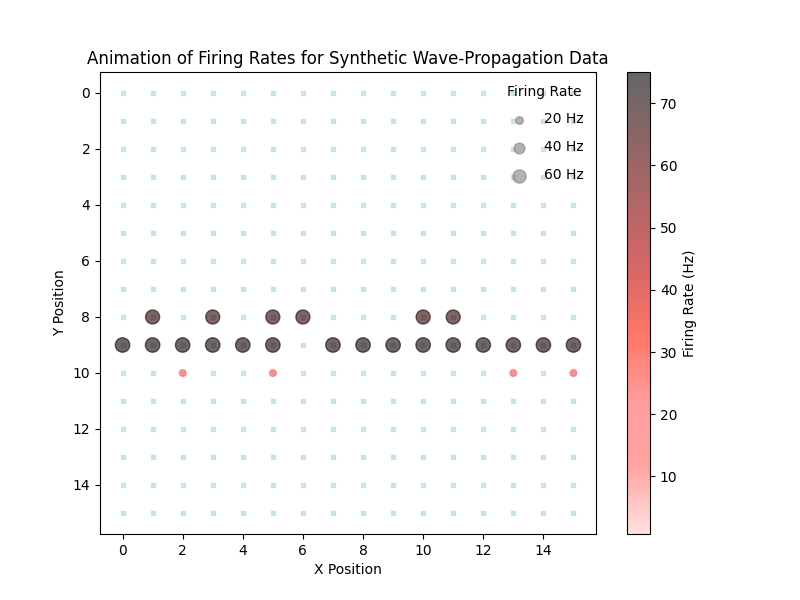 Animation of Firing Rates for Synthetic Wave-Propagation Data
Firing Rate
20 Hz
40 Hz
60 Hz
0
2
4
6
8
10
12
14
Y Position
0 2 4 6 8 10 12 14
X Position
70
60
50
40
30
20
10
Firing Rate (Hz)